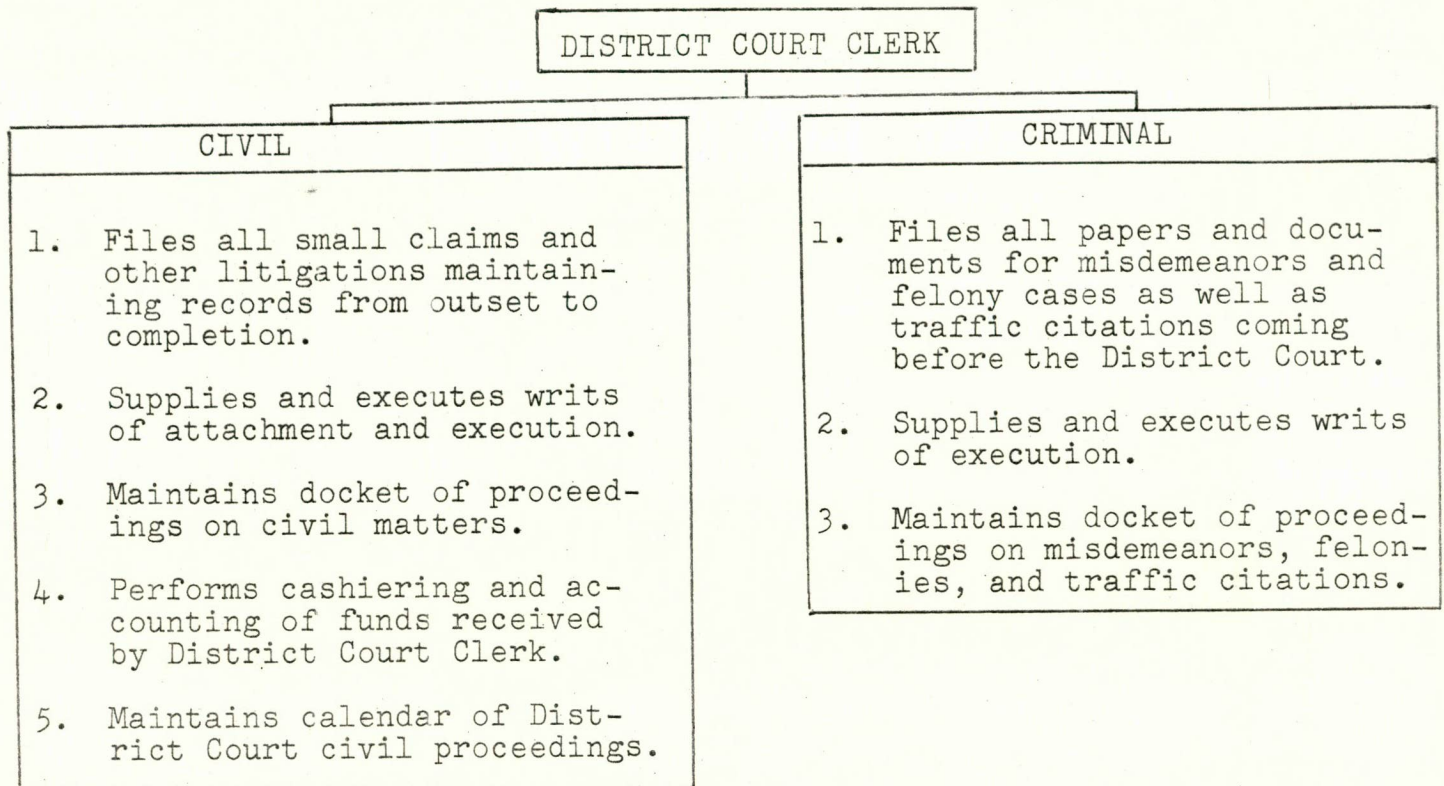 DISTRICT COURT CLERK
CIVIL
1. Files all small claims and
other litigations maintain-
ing records from outset to
completion.
2. Supplies and executes writs
of attachment and execution.
3. Maintains docket of proceed-
ings on civil matters.
4. Performs cashiering and ac-
counting of funds received
by District Court Clerk.
5. Maintains calendar of Dist-
rict Court civil proceedings.
CRIMINAL
1. Files all papers and docu-
ments for misdemeanors and
felony cases as well as
traffic citations coming
before the District Court.
2. Supplies and executes writs
of execution.
3. Maintains docket of proceed-
ings on misdemeanors, felon-
ies, and traffic citations.